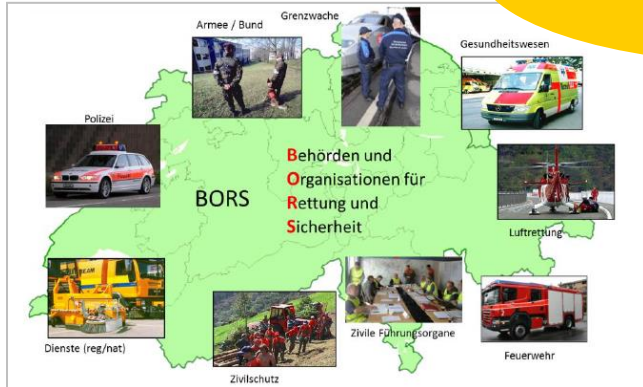 Armee / Bund
Grenzwache
Gesundheitswesen
Polizei
BORS
Behörden und
Organisationen für
Rettung und
Sicherheit
Luftrettung
Dienste (reg/nat)
Zivilschutz
Zivile Führungsorgane
Feuerwehr